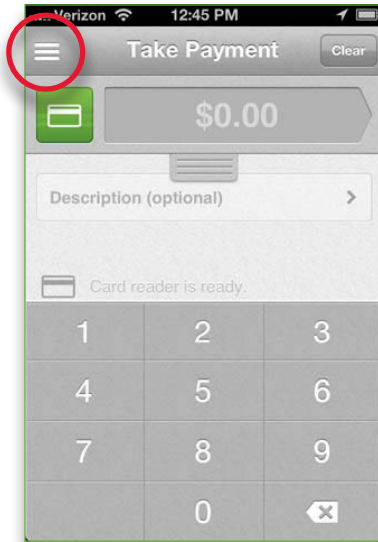 Verizon 12:45 PM
Take Payment Clear
$0.00
Description (optional)
Card reader is ready.
1 2 3
4 5 6
7 8 9
0